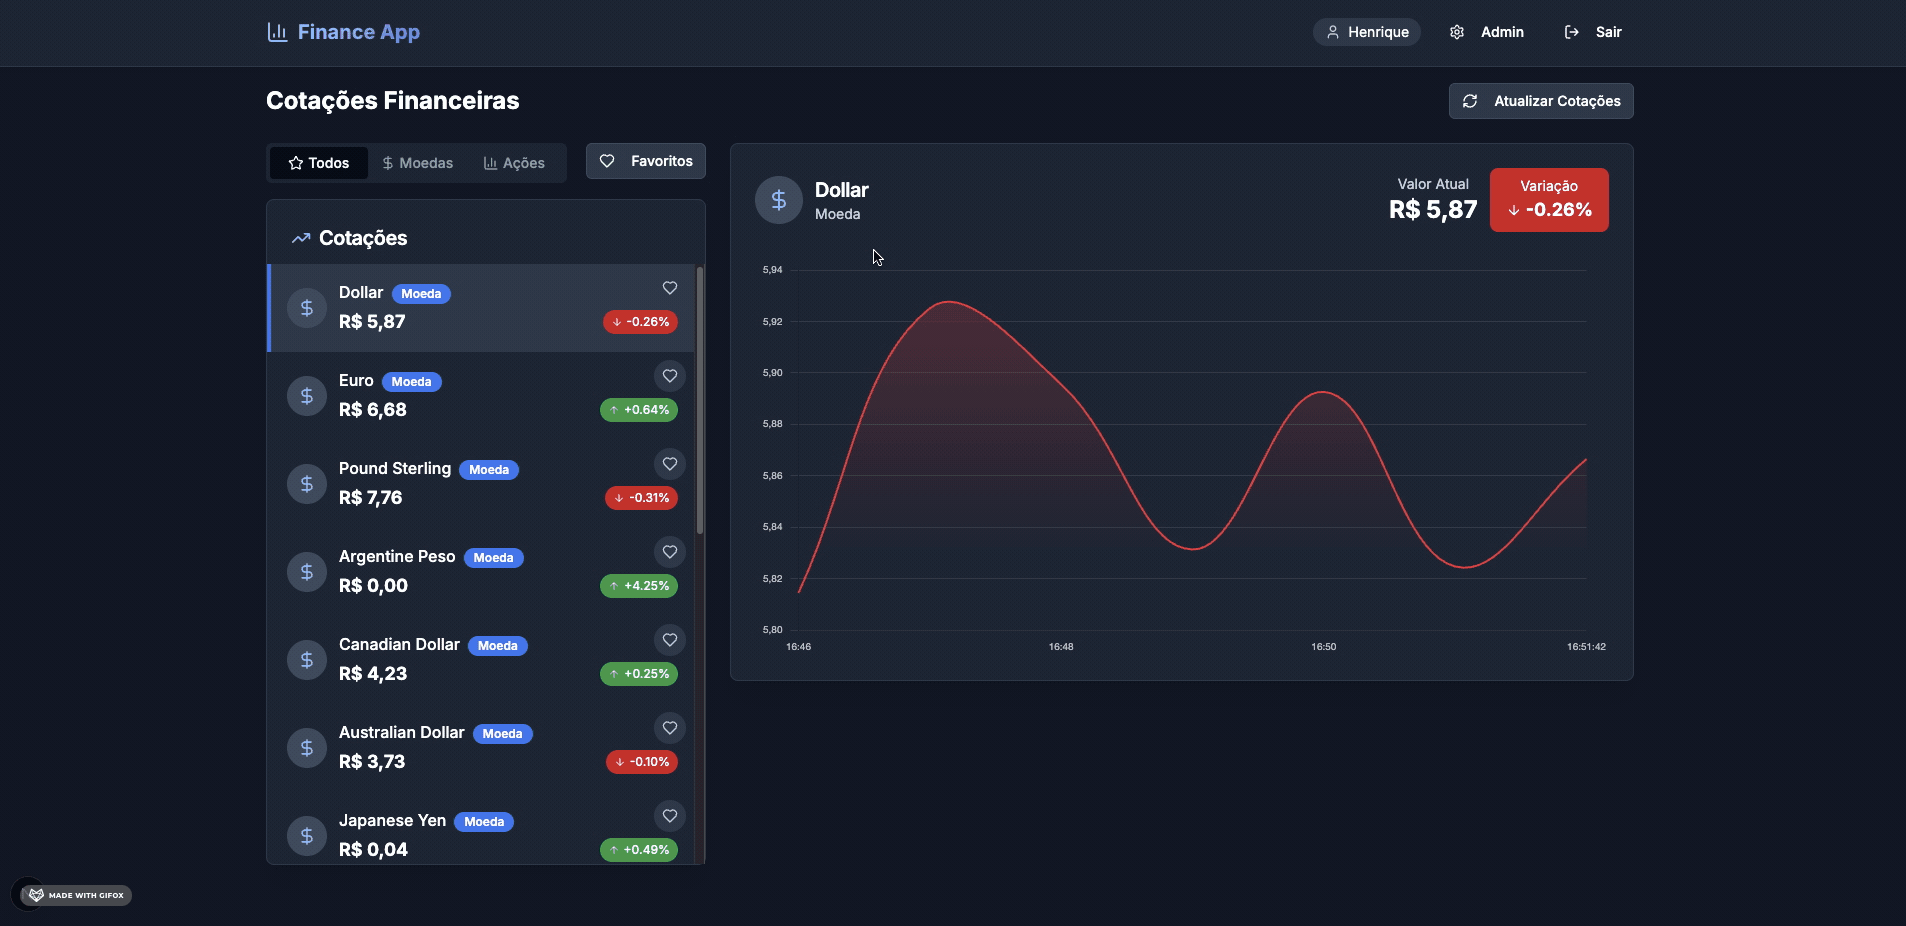 Finance App
Henrique
Admin
Sair
Cotações Financeiras
Atualizar Cotações
Todos
Moedas
Ações
Favoritos
Cotações
Dollar Moeda
R$ 5,87
-0.26%
Euro Moeda
R$ 6,68
+0.64%
Pound Sterling Moeda
R$ 7,76
-0.31%
Argentine Peso Moeda
R$ 0,00
+4.25%
Canadian Dollar Moeda
R$ 4,23
+0.25%
Australian Dollar Moeda
R$ 3,73
-0.10%
Japanese Yen Moeda
R$ 0,04
+0.49%
Dollar
Moeda
Valor Atual
R$ 5,87
Variação
-0.26%
5,94
5,92
5,90
5,88
5,86
5,84
5,82
5,80
16:46
16:48
16:50
16:51:42
MADE WITH GIFOX